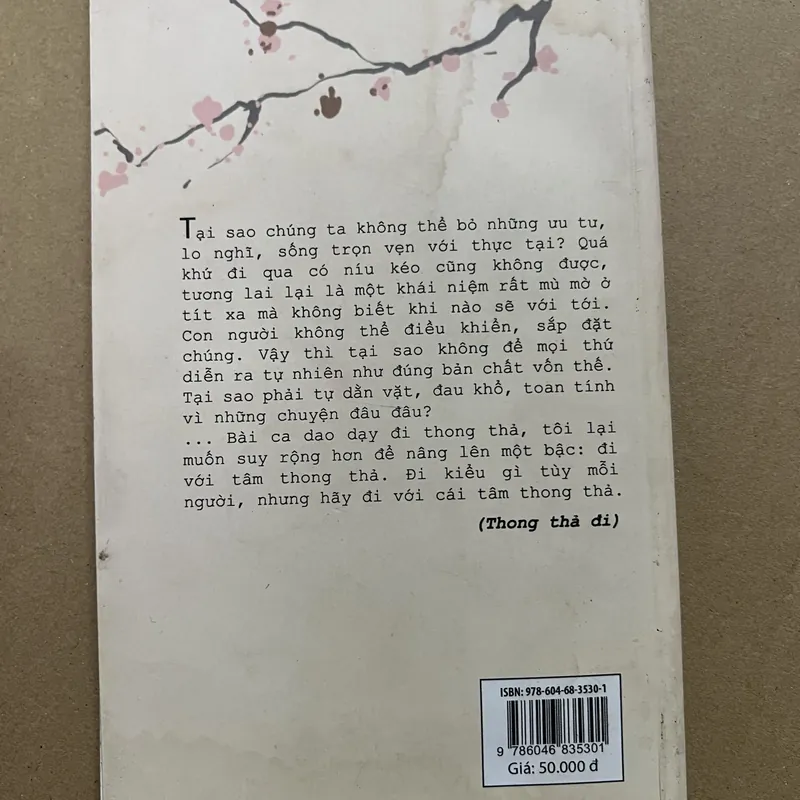 Tại sao chúng ta không thể bỏ những ưu tư,
lo nghĩ, sống trọn vẹn với thực tại? Quá
khứ đi qua có níu kéo cũng không được,
tương lai lại là một khái niệm rất mù mờ ở
tít xa mà không biết khi nào sẽ với tới.
Con người không thể điều khiển, sắp đặt
chúng. Vậy thì tại sao không để mọi thứ
diễn ra tự nhiên như đúng bản chất vốn thế.
Tại sao phải tự dằn vặt, đau khổ, toan tính
vì những chuyện đâu đâu?
... Bài ca dao dạy đi thong thả, tôi lại
muốn suy rộng hơn để nâng lên một bậc: đi
với tâm thong thả. Đi kiểu gì tùy mỗi
người, nhưng hãy đi với cái tâm thong thả.
(Thong thả đi)
ISBN: 978-604-68-3530-1
9 786046 835301
Giá: 50.000 đ